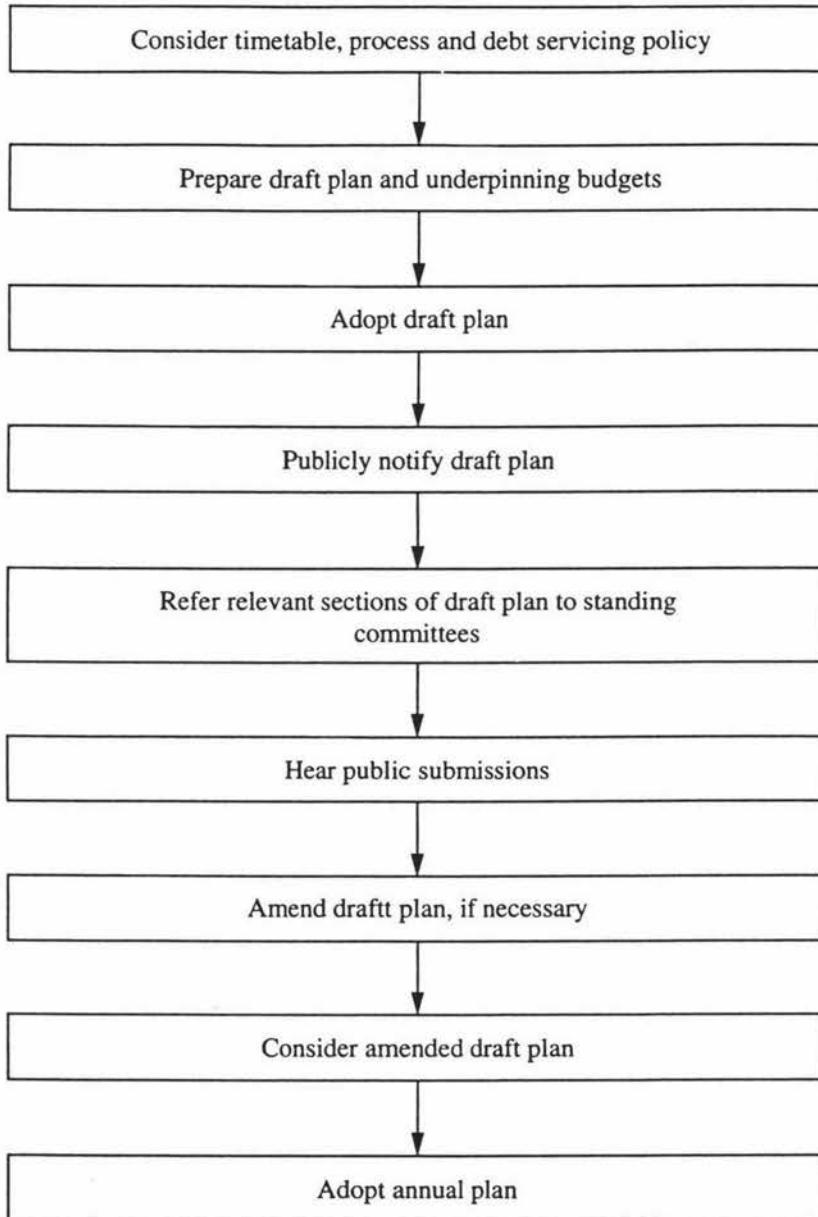 Consider timetable, process and debt servicing policy
Prepare draft plan and underpinning budgets
Adopt draft plan
Publicly notify draft plan
Refer relevant sections of draft plan to standing
committees
Hear public submissions
Amend draftt plan, if necessary
Consider amended draft plan
Adopt annual plan